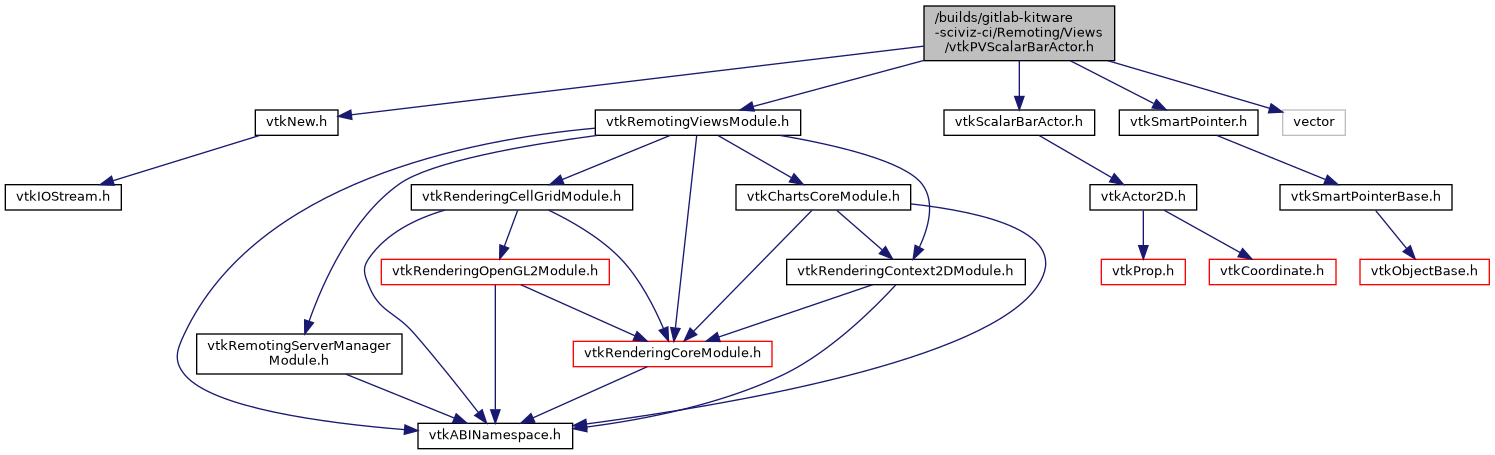 /builds/gitlab-kitware
-sciviz-ci/Remoting/Views
/vtkPVScalarBarActor.h
vtkNew.h
vtkRemotingViewsModule.h
vtkScalarBarActor.h
vtkSmartPointer.h
vector
vtkIOStream.h
vtkRenderingCellGridModule.h
vtkChartsCoreModule.h
vtkActor2D.h
vtkSmartPointerBase.h
vtkRenderingOpenGL2Module.h
vtkRenderingContext2DModule.h
vtkProp.h
vtkCoordinate.h
vtkObjectBase.h
vtkRemotingServerManager
Module.h
vtkRenderingCoreModule.h
vtkABINamespace.h